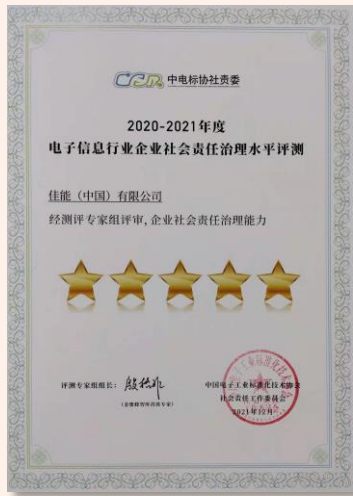 中电标协社责委
2020-2021年度
电子信息行业企业社会责任治理水平评测
佳能（中国）有限公司
经测评专家组评审,企业社会责任治理能力
评测专家组组长：
中国电子工业标准化技术协会
社会责任工作委员会
2021年12月